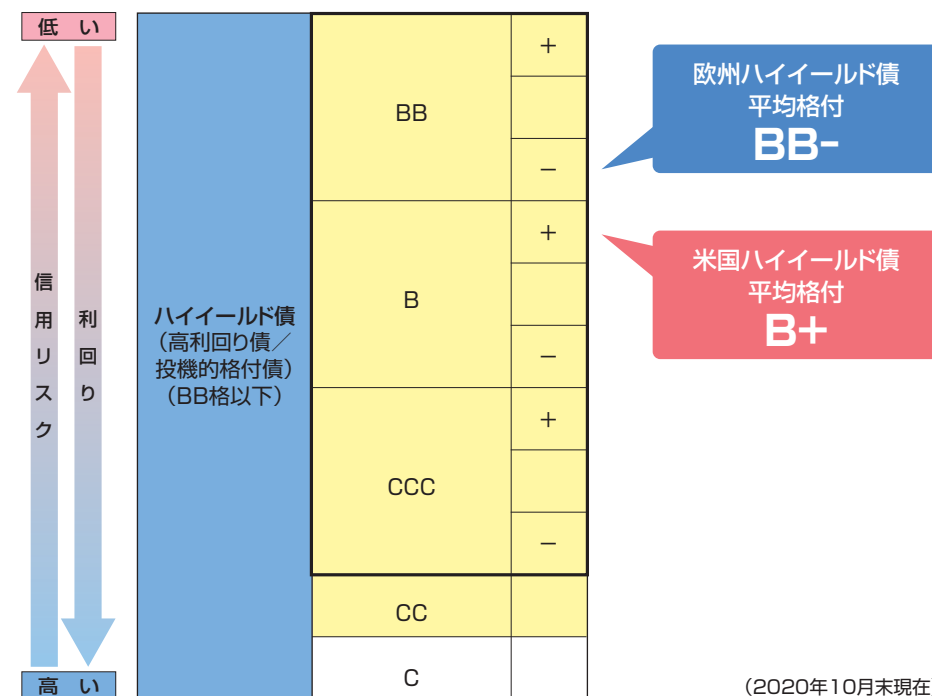 低い
信用リスク
利回り
高い
ハイイールド債
（高利回り債／
投機的格付債）
（BB格以下）
BB
+
−
B
+
−
CCC
+
−
CC
C
欧州ハイイールド債
平均格付
BB-
米国ハイイールド債
平均格付
B+
（2020年10月末現在